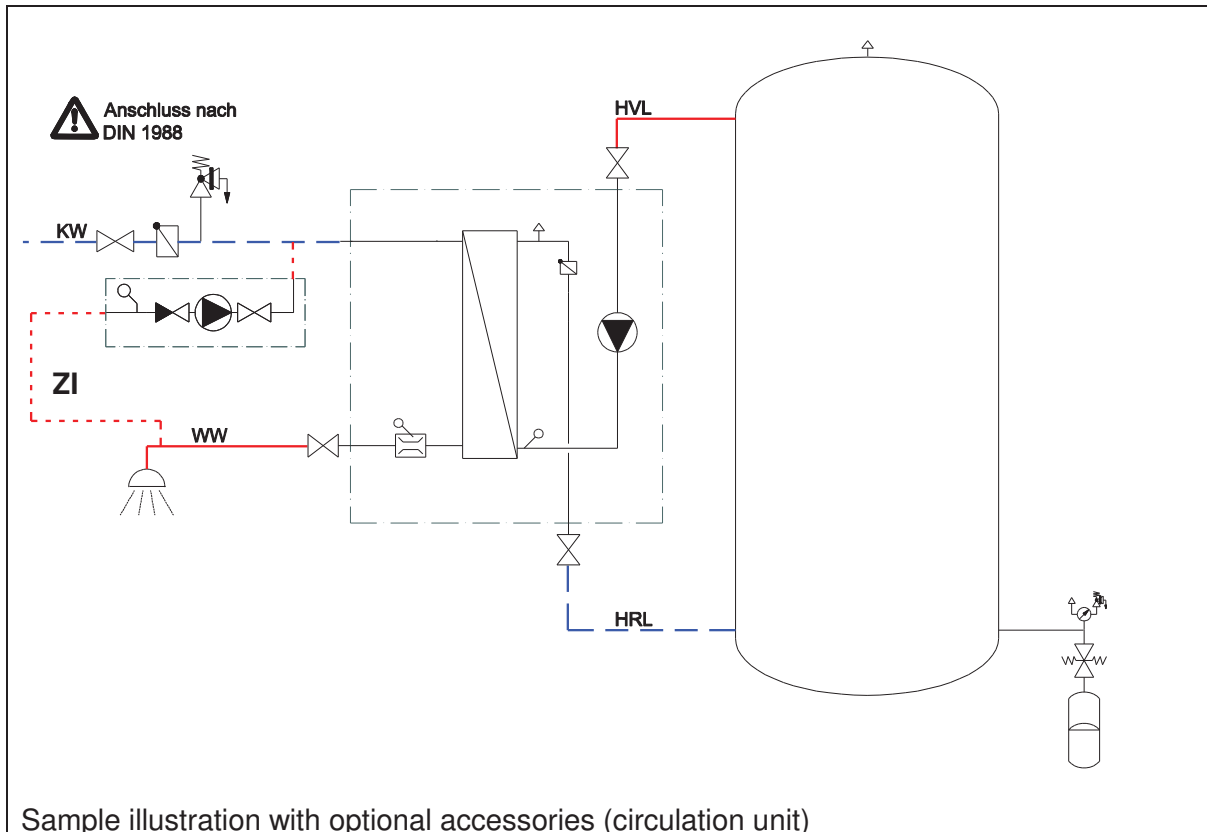 Anschluss nach
DIN 1988
HVL
KW
ZI
WW
HRL
Sample illustration with optional accessories (circulation unit)